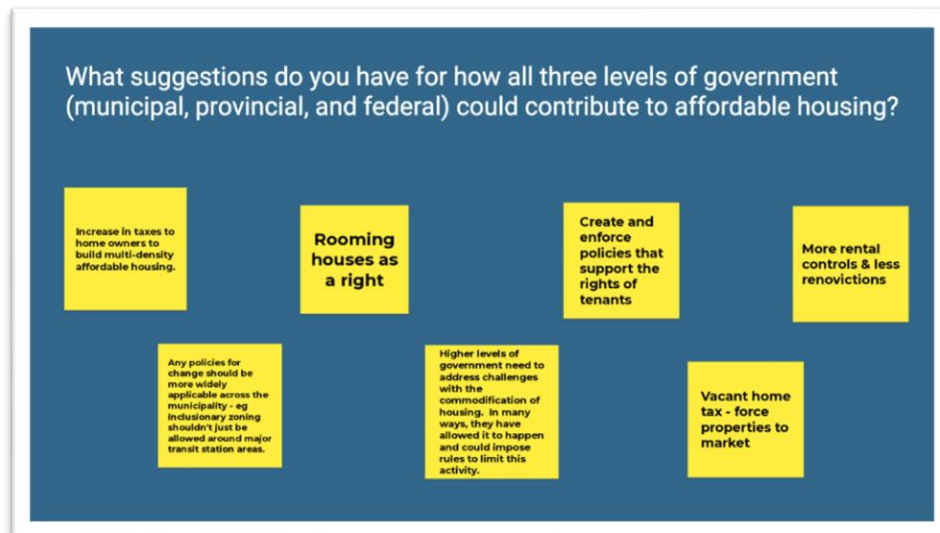 What suggestions do you have for how all three levels of government
(municipal, provincial, and federal) could contribute to affordable housing?
Increase in taxes to
home owners to
build multi-density
affordable housing.
Rooming
houses as
a right
Create and
enforce
policies that
support the
rights of
tenants
More rental
controls & less
renovictions
Any policies for
change should be
more widely
applicable across the
municipality - eg
inclusionary zoning
shouldn't just be
allowed around major
transit station areas.
Higher levels of
government need to
address challenges
with the
commodification of
housing. In many
ways, they have
allowed it to happen
and could impose
rules to limit this
activity.
Vacant home
tax - force
properties to
market